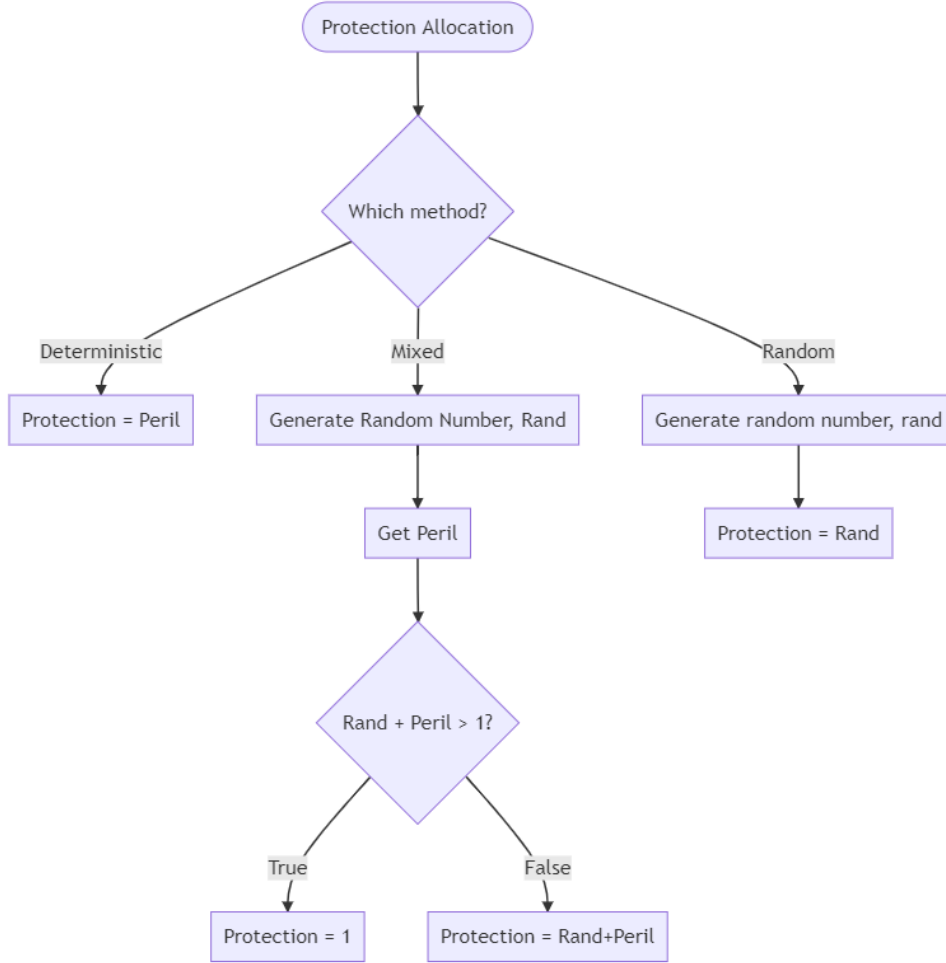 Protection Allocation
Which method?
Deterministic
Mixed
Random
Protection = Peril
Generate Random Number, Rand
Generate random number, rand
Get Peril
Protection = Rand
Rand + Peril > 1?
True
False
Protection = 1
Protection = Rand+Peril